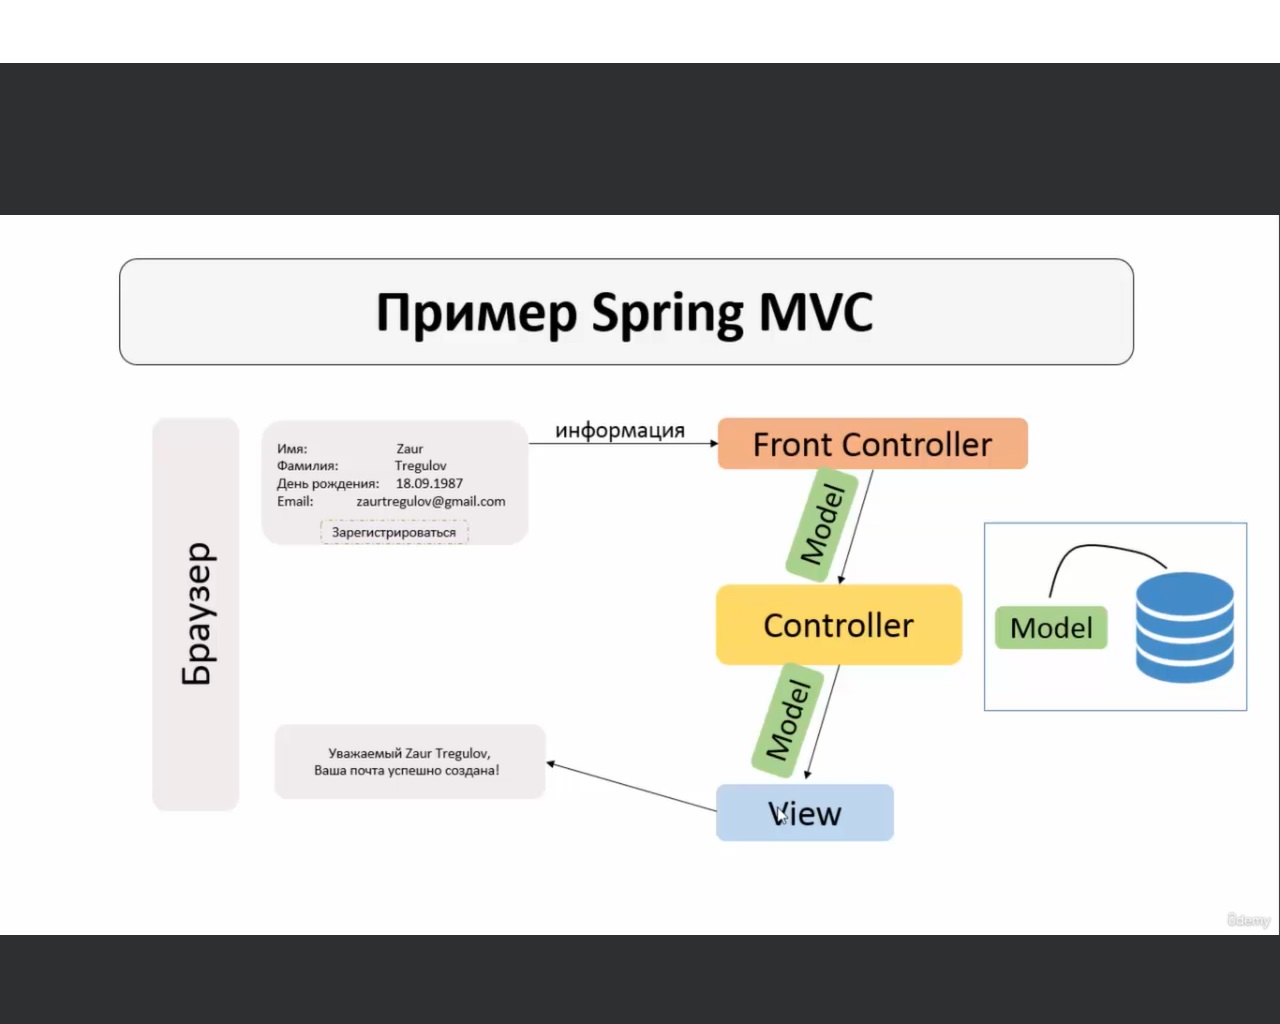 Пример Spring MVC
Браузер
Имя: Zaur
Фамилия: Tregulov
День рождения: 18.09.1987
Email: zaurtregulov@gmail.com
Зарегистрироваться
информация
Front Controller
Model
Controller
Model
Model
View
Уважаемый Zaur Tregulov,
Ваша почта успешно создана!
ûdemy